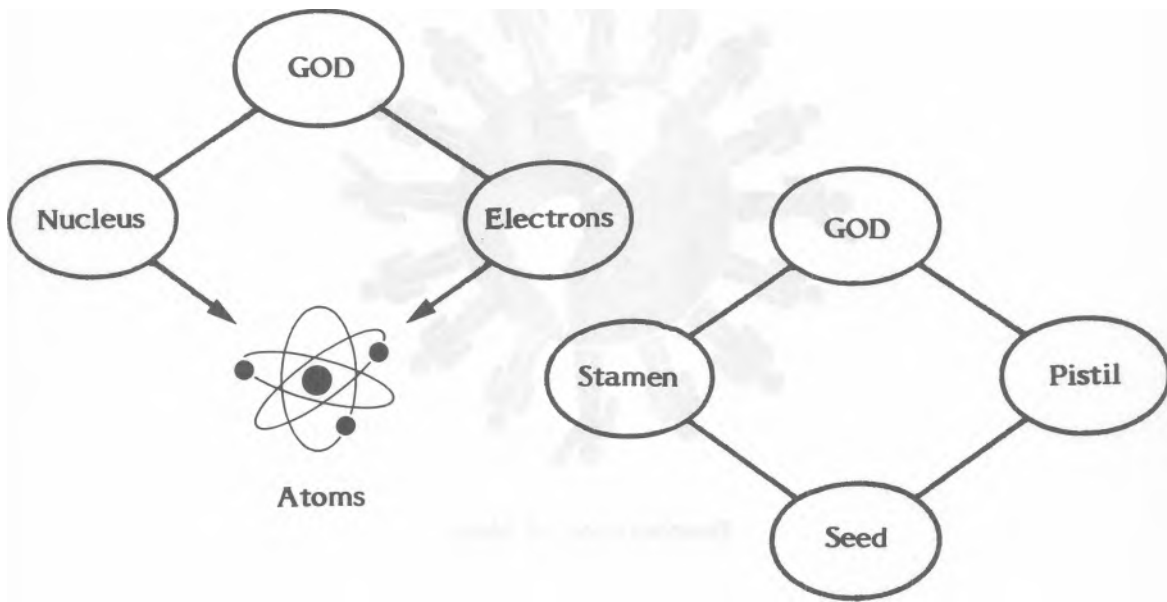 GOD
Nucleus
Electrons
Atoms
GOD
Stamen
Pistil
Seed